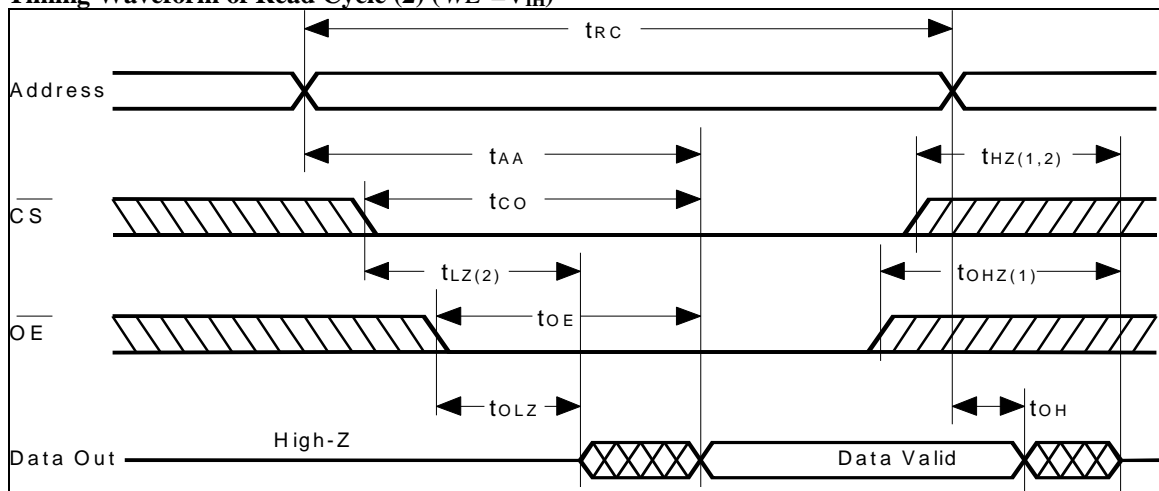 Timing Waveform of Read Cycle (2) (WE =VIH)
tRC
Address
tAA
tHZ(1,2)
CS
tCO
tLZ(2)
tOHZ(1)
OE
tOE
tOLZ
tOH
High-Z
Data Out
Data Valid